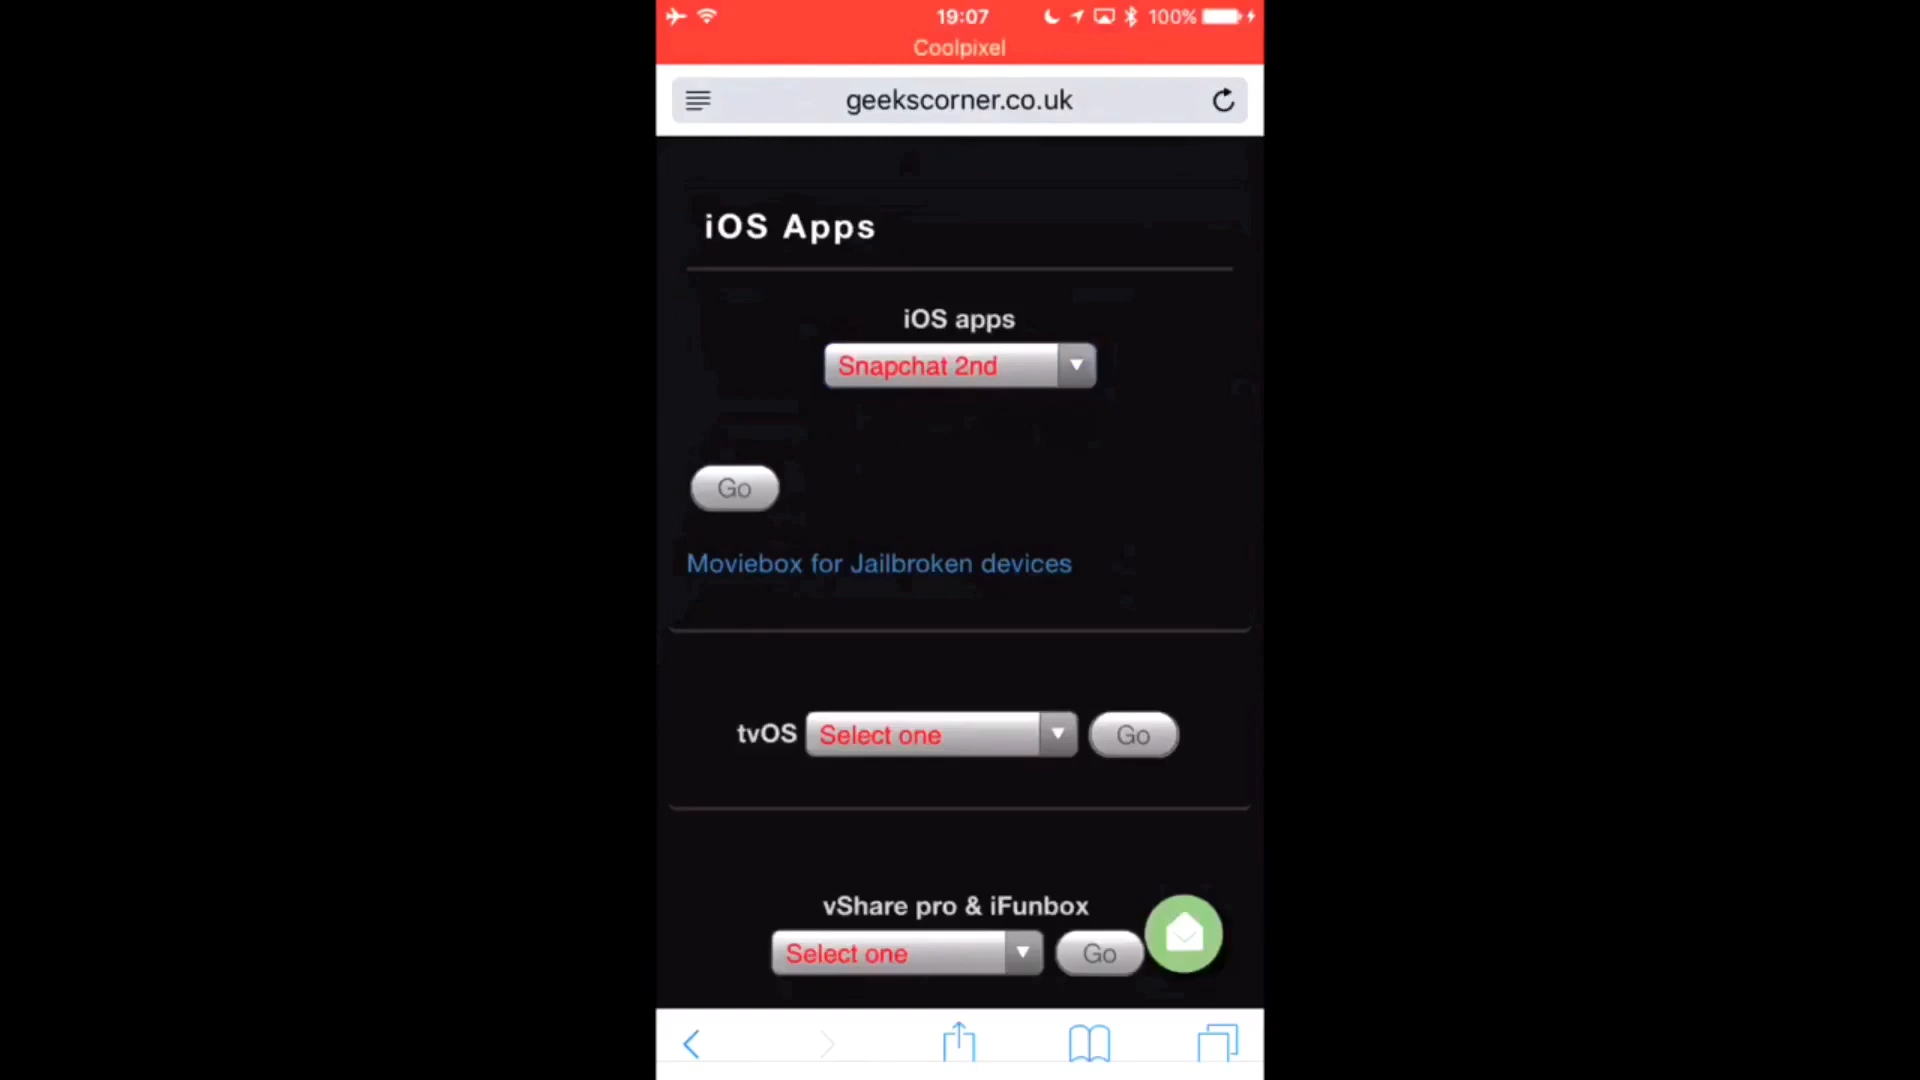 19:07
100%
Coolpixel
geekscorner.co.uk
iOS Apps
iOS apps
Snapchat 2nd
Go
Moviebox for Jailbroken devices
tvOS Select one Go
vShare pro & iFunbox
Select one Go